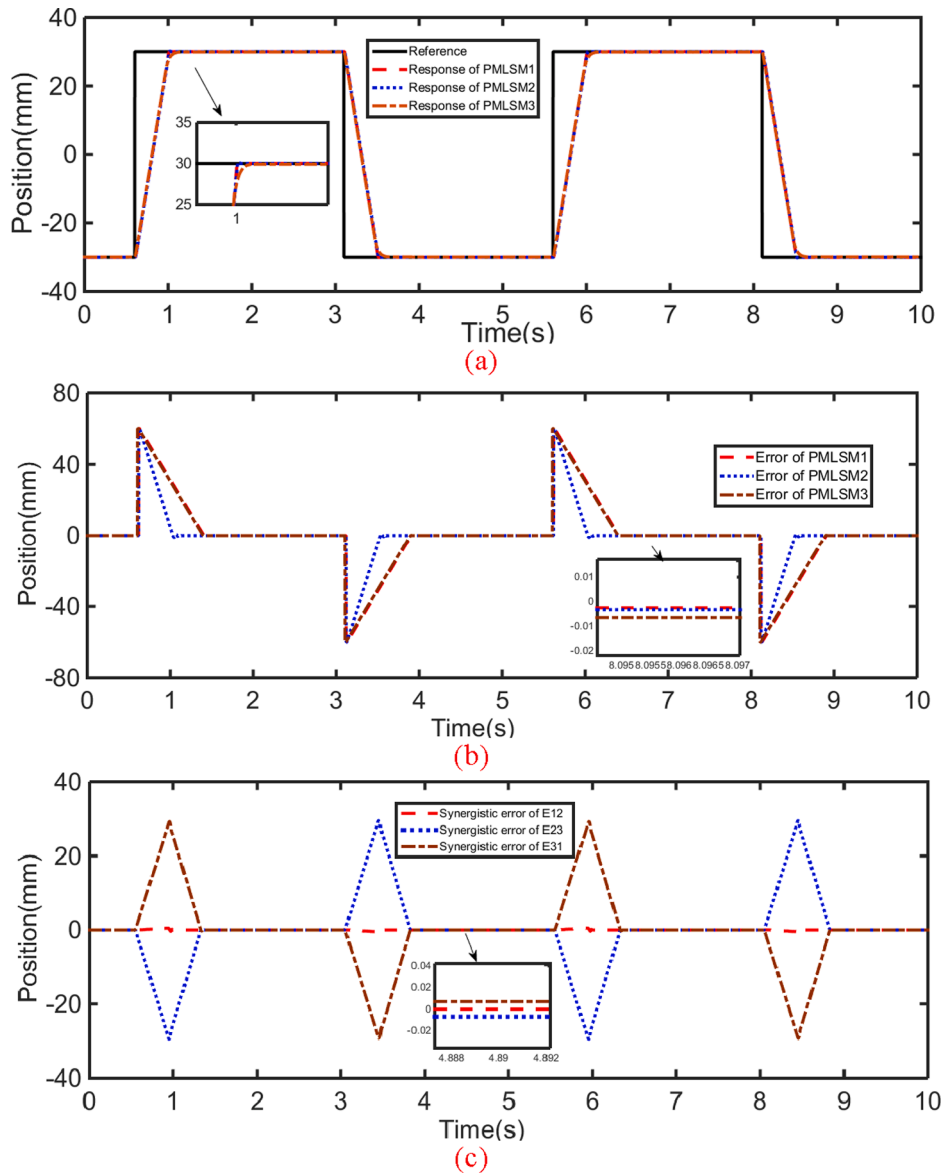 40
20
0
-20
-40
Position(mm)
Reference
Response of PMLSM1
Response of PMLSM2
Response of PMLSM3
35
30
25
1
0 1 2 3 4 5 6 7 8 9 10
Time(s)
(a)
80
40
0
-40
-80
Position(mm)
Error of PMLSM1
Error of PMLSM2
Error of PMLSM3
0.01
0
-0.01
-0.02
8.095 8.0955 8.096 8.0965 8.097
0 1 2 3 4 5 6 7 8 9 10
Time(s)
(b)
40
20
0
-20
-40
Position(mm)
Synergistic error of E12
Synergistic error of E23
Synergistic error of E31
0.04
0.02
0
-0.02
4.888 4.89 4.892
0 1 2 3 4 5 6 7 8 9 10
Time(s)
(c)